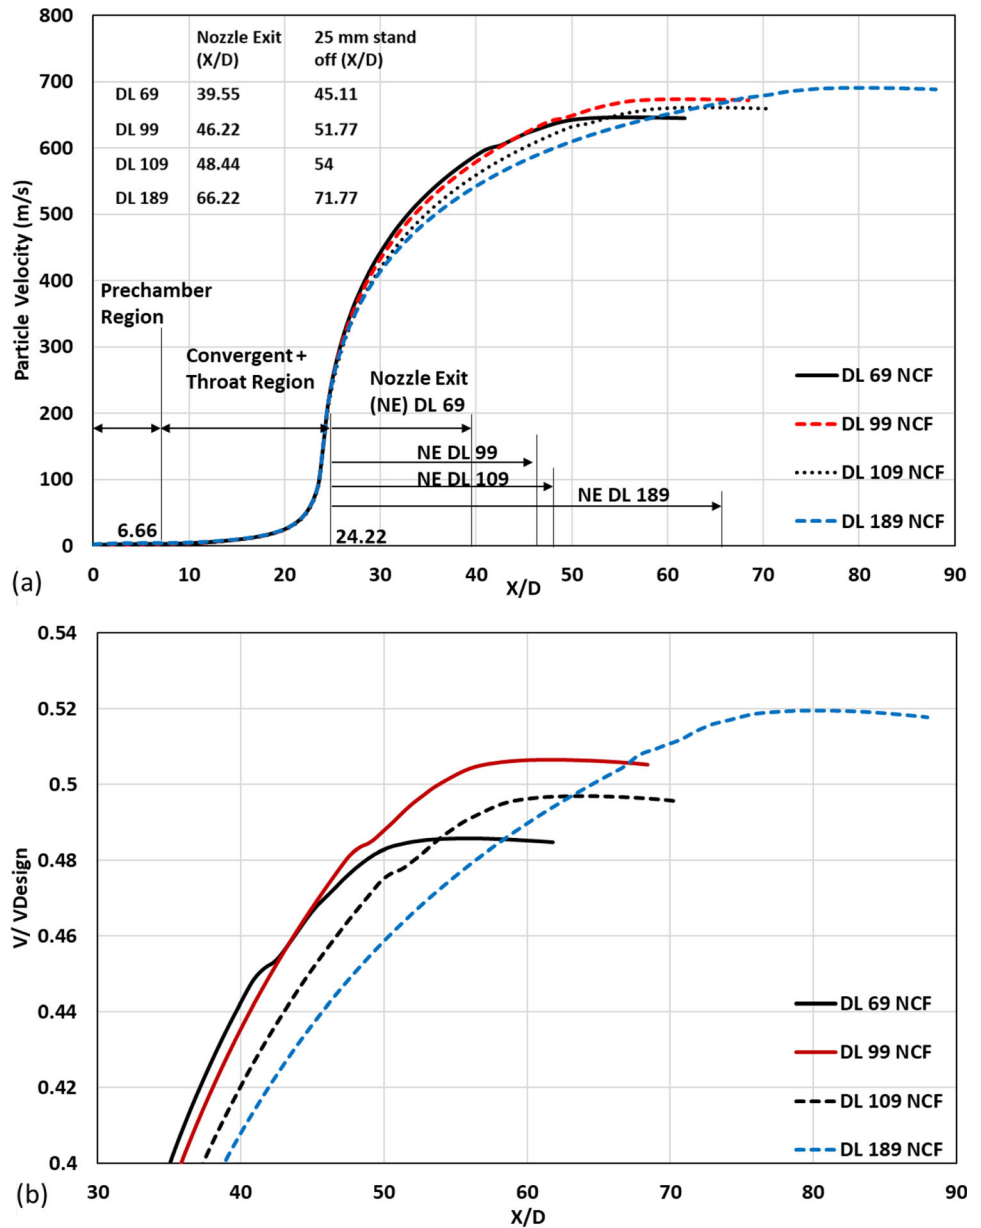 800
700
600
500
400
300
200
100
0
Particle Velocity (m/s)
Nozzle Exit 25 mm stand
(X/D) off (X/D)
DL 69 39.55 45.11
DL 99 46.22 51.77
DL 109 48.44 54
DL 189 66.22 71.77
Prechamber
Region
Convergent +
Throat Region
Nozzle Exit
(NE) DL 69
NE DL 99
NE DL 109
NE DL 189
DL 69 NCF
DL 99 NCF
DL 109 NCF
DL 189 NCF
6.66
24.22
0 10 20 30 40 50 60 70 80 90
(a)
X/D
0.54
0.52
0.5
0.48
0.46
0.44
0.42
0.4
V/ VDesign
DL 69 NCF
DL 99 NCF
DL 109 NCF
DL 189 NCF
30 40 50 60 70 80 90
(b)
X/D